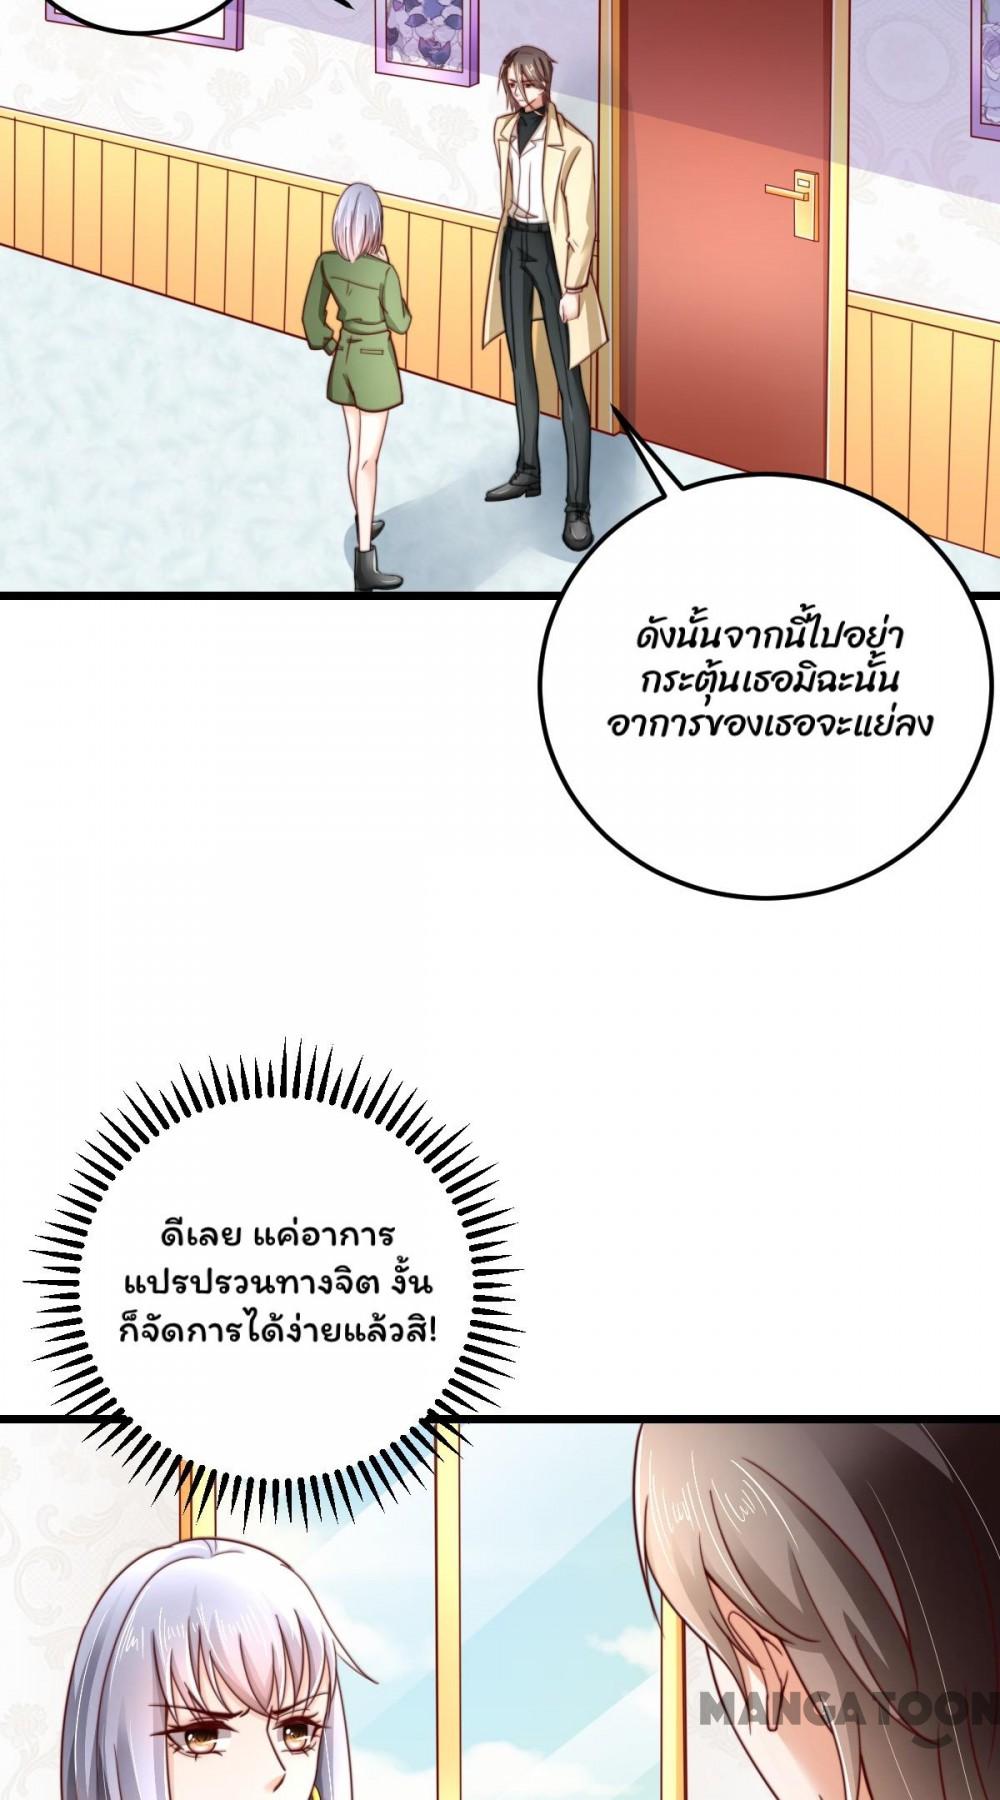 ดังนั้นจากนี้ไปอย่า
กระตุ้นเธอมิฉะนั้น
อาการของเธอจะแย่ลง
ดีเลย แค่อาการ
แปรปรวนทางจิต งั้น
ก็จัดการได้ง่ายแล้วสิ!
MANGATOON